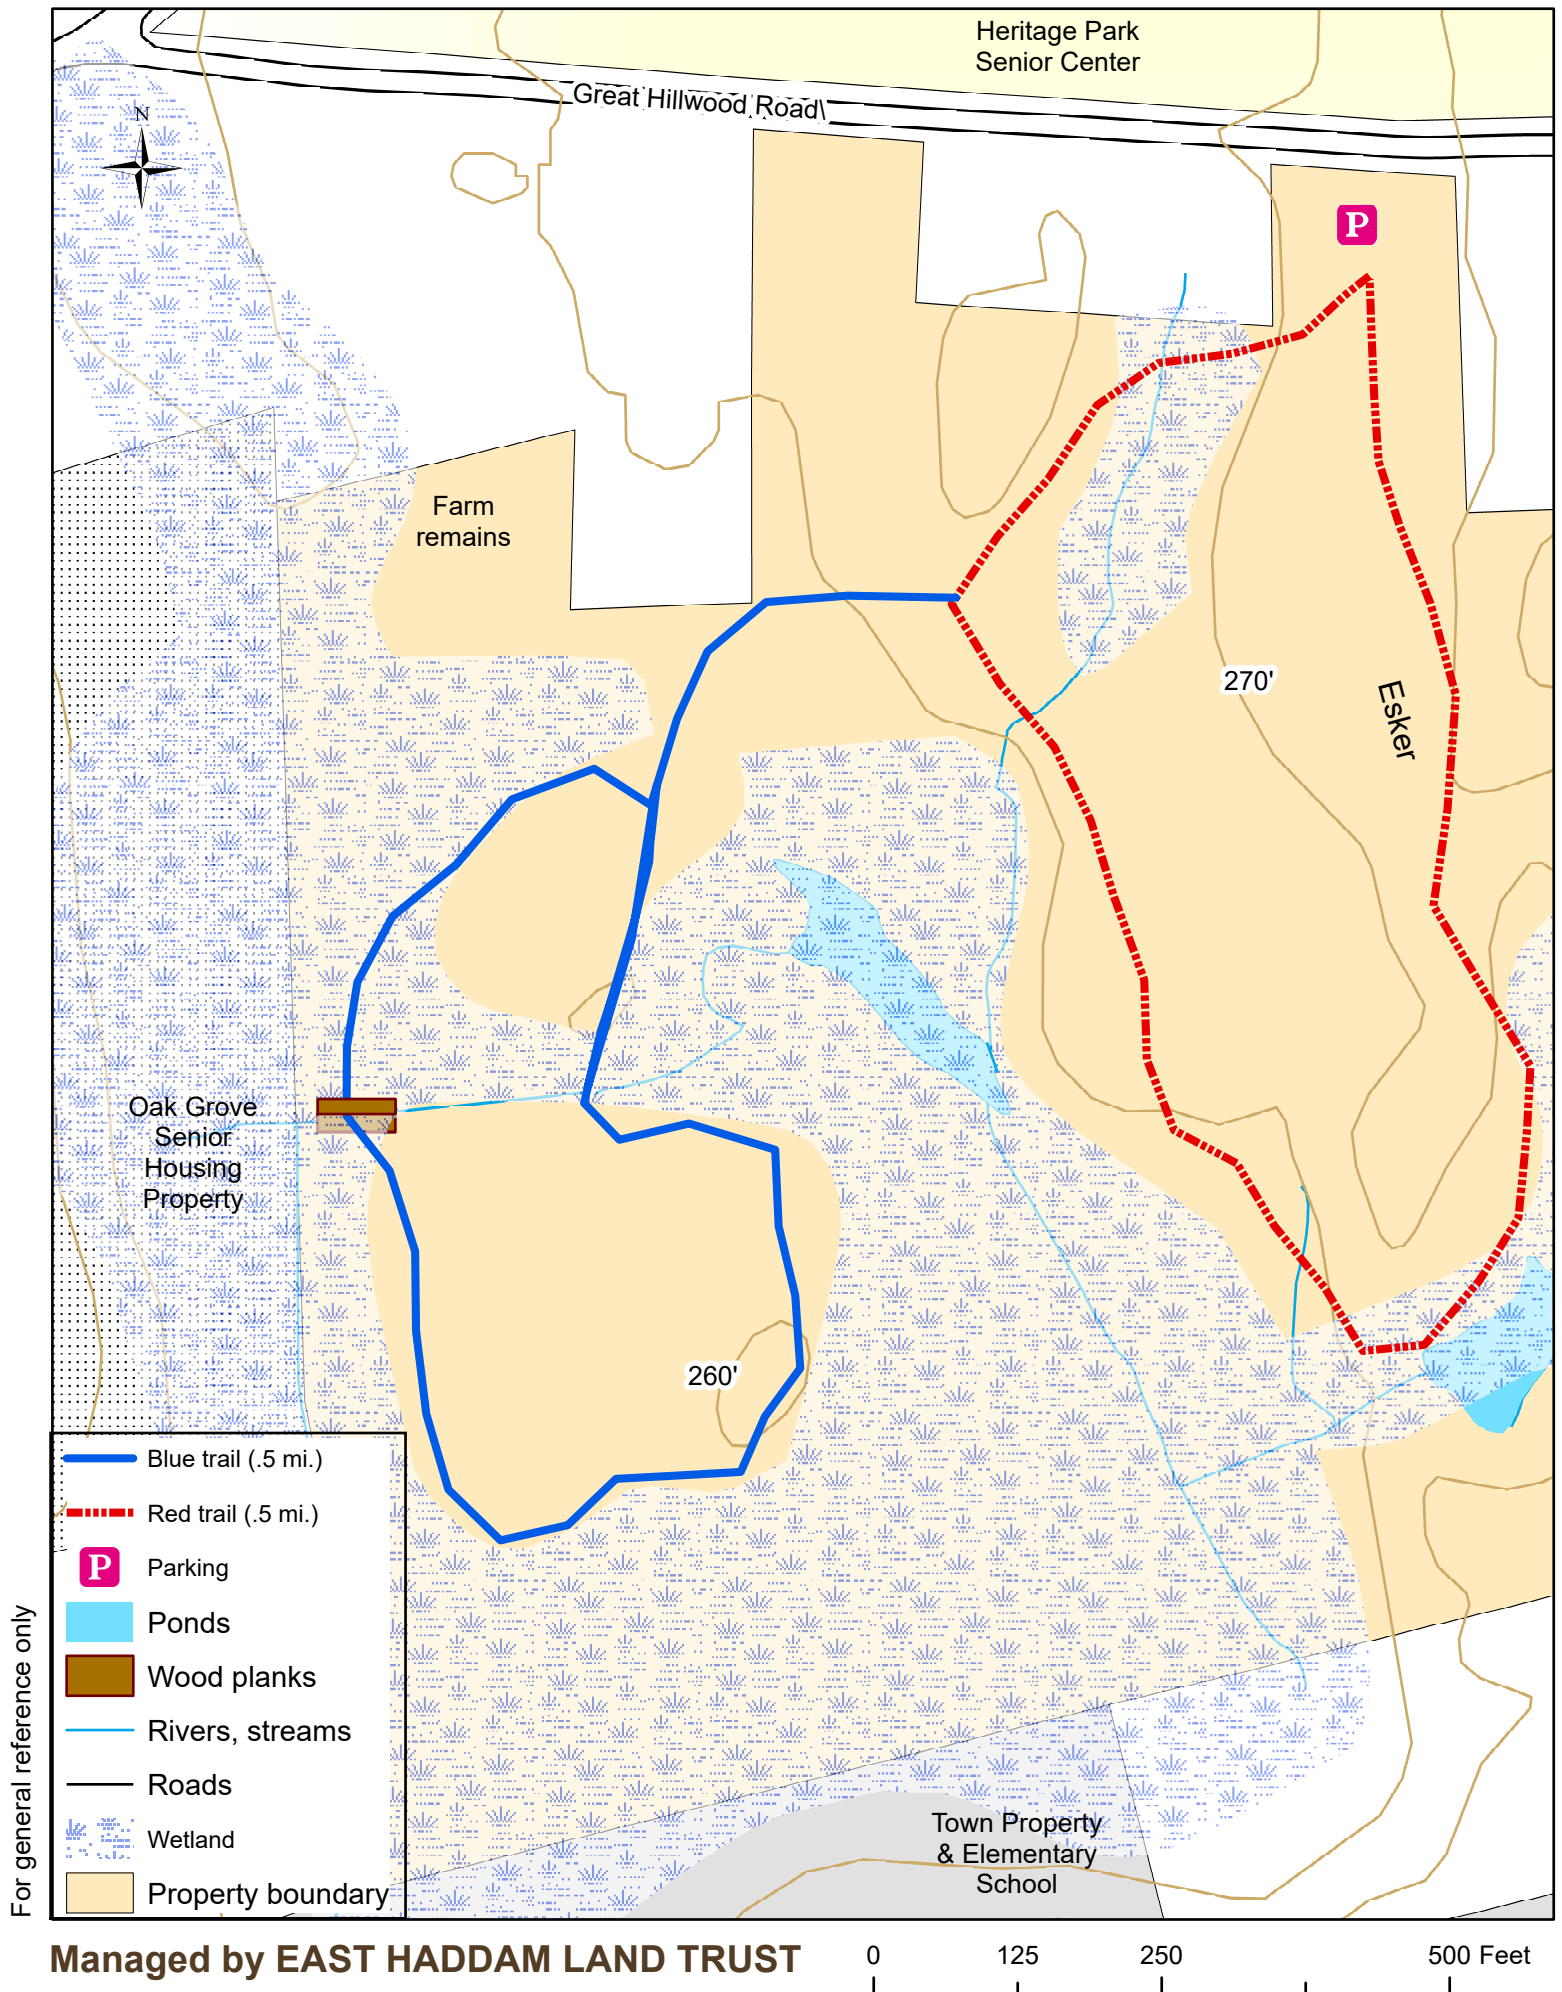 Heritage Park
Senior Center
Great Hillwood Road\
N
P
Farm
remains
270'
Esker
Oak Grove
Senior
Housing
Property
260'
Blue trail (.5 mi.)
Red trail (.5 mi.)
P
Parking
Ponds
Wood planks
Rivers, streams
Roads
Wetland
Property boundary
For general reference only
Town Property
& Elementary
School
Managed by EAST HADDAM LAND TRUST
0 125 250 500 Feet